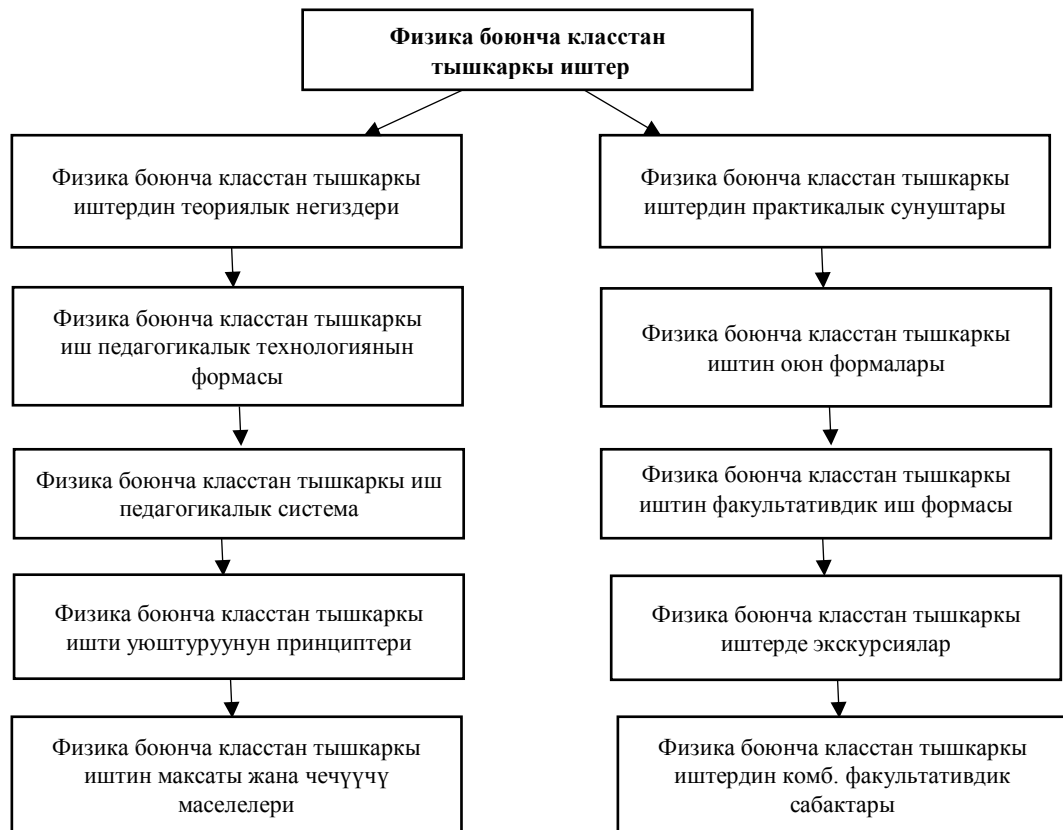 Физика боюнча класстан
тышкаркы иштер
Физика боюнча класстан тышкаркы
иштердин теориялык негиздери
Физика боюнча класстан тышкаркы
иш педагогикалык технологиянын
формасы
Физика боюнча класстан тышкаркы иш
педагогикалык система
Физика боюнча класстан тышкаркы
ишти уюштуруунун принциптери
Физика боюнча класстан тышкаркы
иштин максаты жана чечүүчү
маселелери
Физика боюнча класстан тышкаркы
иштердин практикалык сунуштары
Физика боюнча класстан тышкаркы
иштин оюн формалары
Физика боюнча класстан тышкаркы
иштин факультативдик иш формасы
Физика боюнча класстан тышкаркы
иштерде экскурсиялар
Физика боюнча класстан тышкаркы
иштердин комб. факультативдик
сабактары